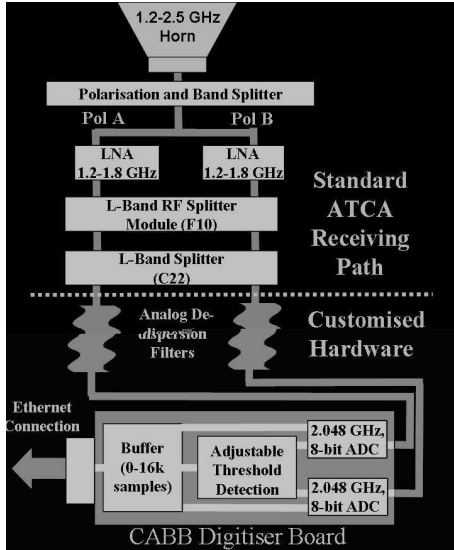 1.2-2.5 GHz
Horn
Polarisation and Band Splitter
Pol A
Pol B
LNA
1.2-1.8 GHz
LNA
1.2-1.8 GHz
L-Band RF Splitter
Module (F10)
L-Band Splitter
(C22)
Standard
ATCA
Receiving
Path
Analog De-
dispersion
Filters
Customised
Hardware
Ethernet
Connection
Buffer
(0-16k
samples)
Adjustable
Threshold
Detection
2.048 GHz,
8-bit ADC
2.048 GHz,
8-bit ADC
CABB Digitiser Board